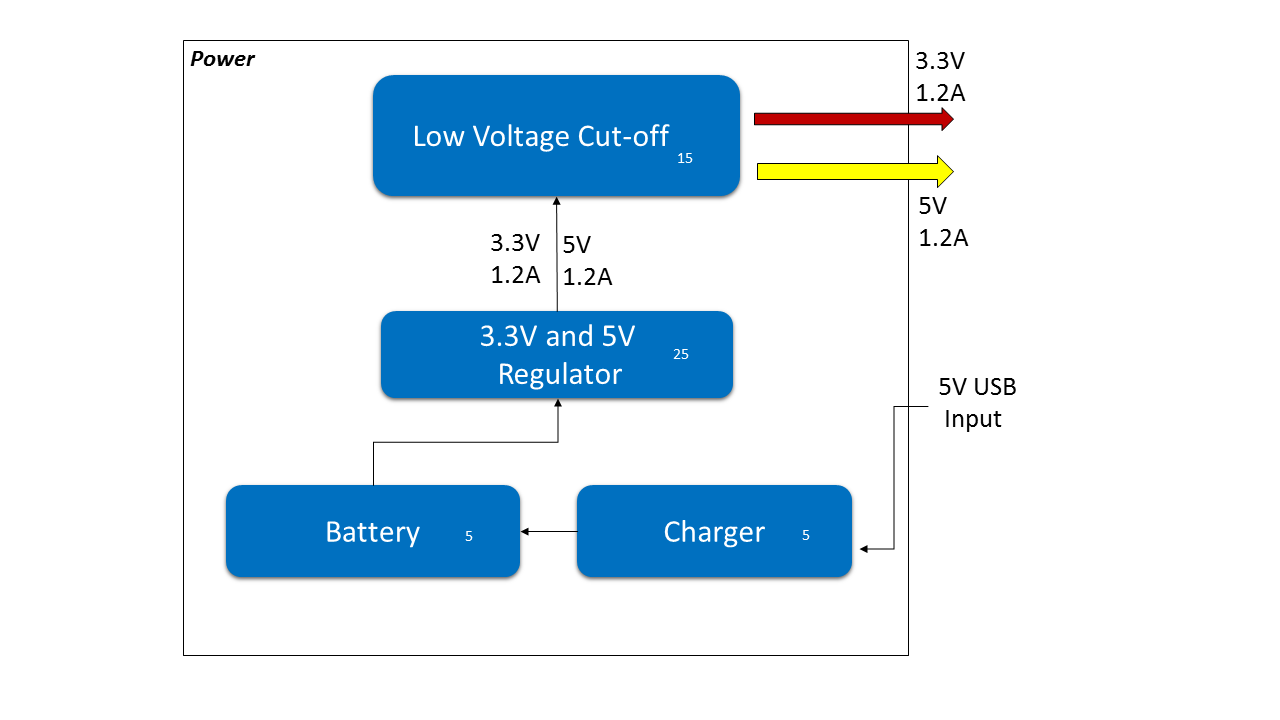 Power
3.3V
1.2A
Low Voltage Cut-off
15
5V
1.2A
3.3V
1.2A
5V
1.2A
3.3V and 5V
Regulator
25
5V USB
Input
Battery
5
Charger
5